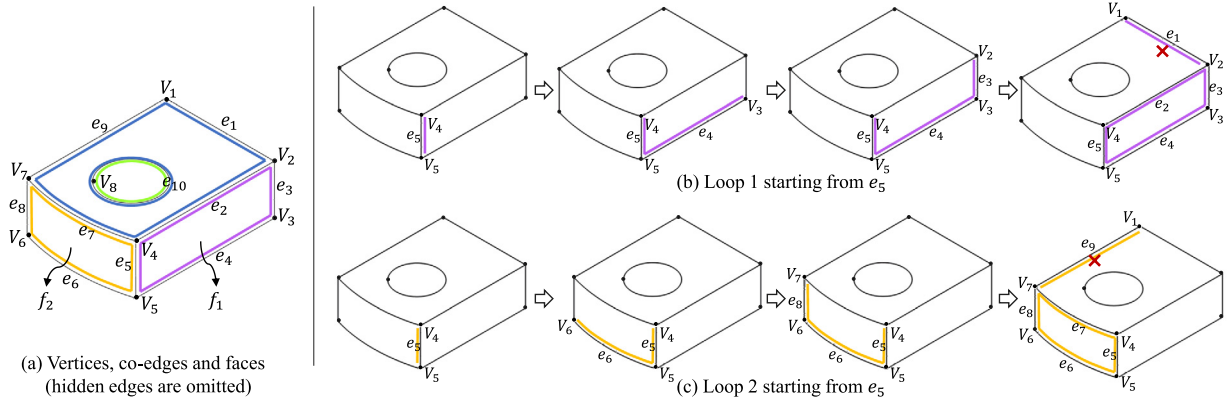 V₁
e₉
e₁
V₂
V₇
V₈
e₁₀
e₃
e₈
e₂
V₃
e₇
V₆
V₄
e₅
e₄
e₆
f₂
V₅
f₁
(a) Vertices, co-edges and faces
(hidden edges are omitted)
V₄
e₅
V₅
V₃
V₄
e₅
e₄
V₅
V₂
e₃
V₃
V₄
e₅
e₄
V₅
V₁
e₁
V₂
e₃
e₂
V₃
V₄
e₅
e₄
V₅
(b) Loop 1 starting from e₅
V₄
e₅
V₅
V₆
V₄
e₅
e₆
V₅
V₇
e₈
V₆
V₄
e₅
e₆
V₅
V₁
e₉
V₇
e₈
e₇
V₆
V₄
e₅
e₆
V₅
(c) Loop 2 starting from e₅